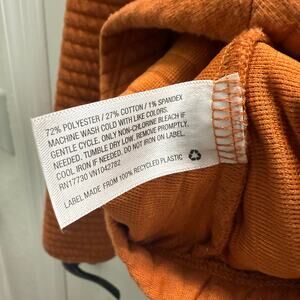 72% POLYESTER / 27% COTTON / 1% SPANDEX
MACHINE WASH COLD WITH LIKE COLORS.
GENTLE CYCLE. ONLY NON-CHLORINE BLEACH IF
NEEDED. TUMBLE DRY LOW. REMOVE PROMPTLY.
COOL IRON IF NEEDED. DO NOT IRON ON LABEL.
RN17730 VN1042782
LABEL MADE FROM 100% RECYCLED PLASTIC